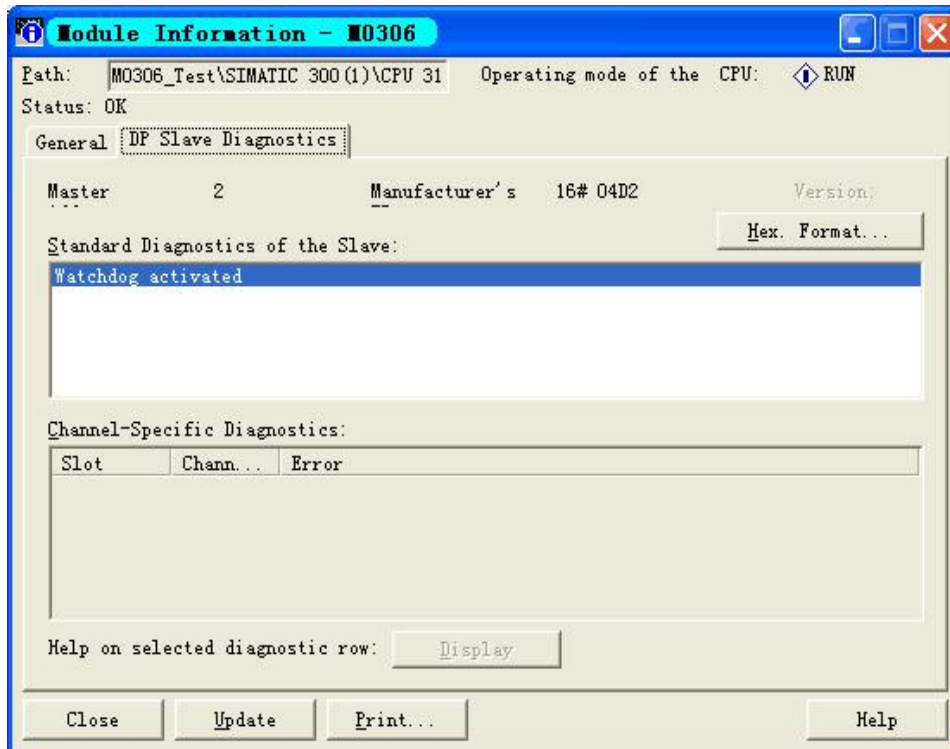 Module Information - M0306
Path: M0306_Test\SIMATIC 300(1)\CPU 31 Operating mode of the CPU: RUN
Status: OK
General DP Slave Diagnostics
Master 2 Manufacturer's 16# 04D2 Version:
Hex. Format...
Standard Diagnostics of the Slave:
Watchdog activated
Channel-Specific Diagnostics:
Slot Chann... Error
Help on selected diagnostic row: Display
Close Update Print... Help